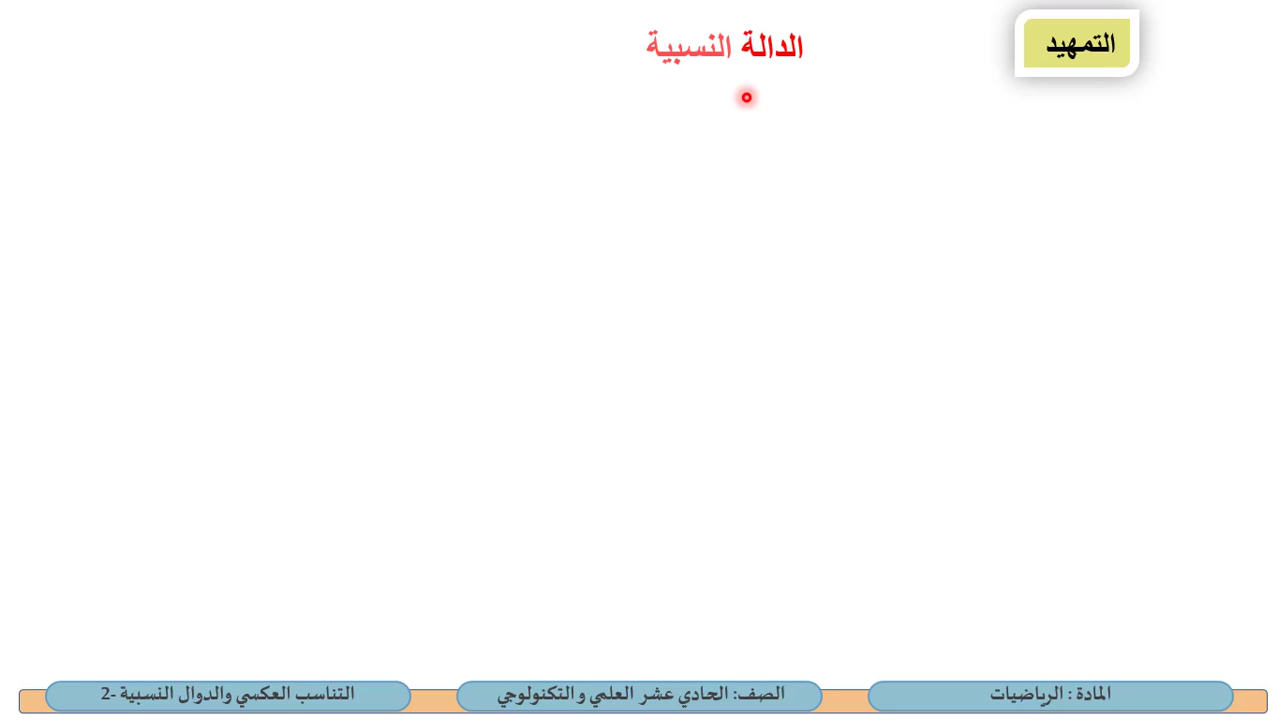 التمهيد
الدالة النسبية
المادة : الرياضيات
الصف: الحادي عشر العلمي و التكنولوجي
التناسب العكسي والدوال النسبية -2